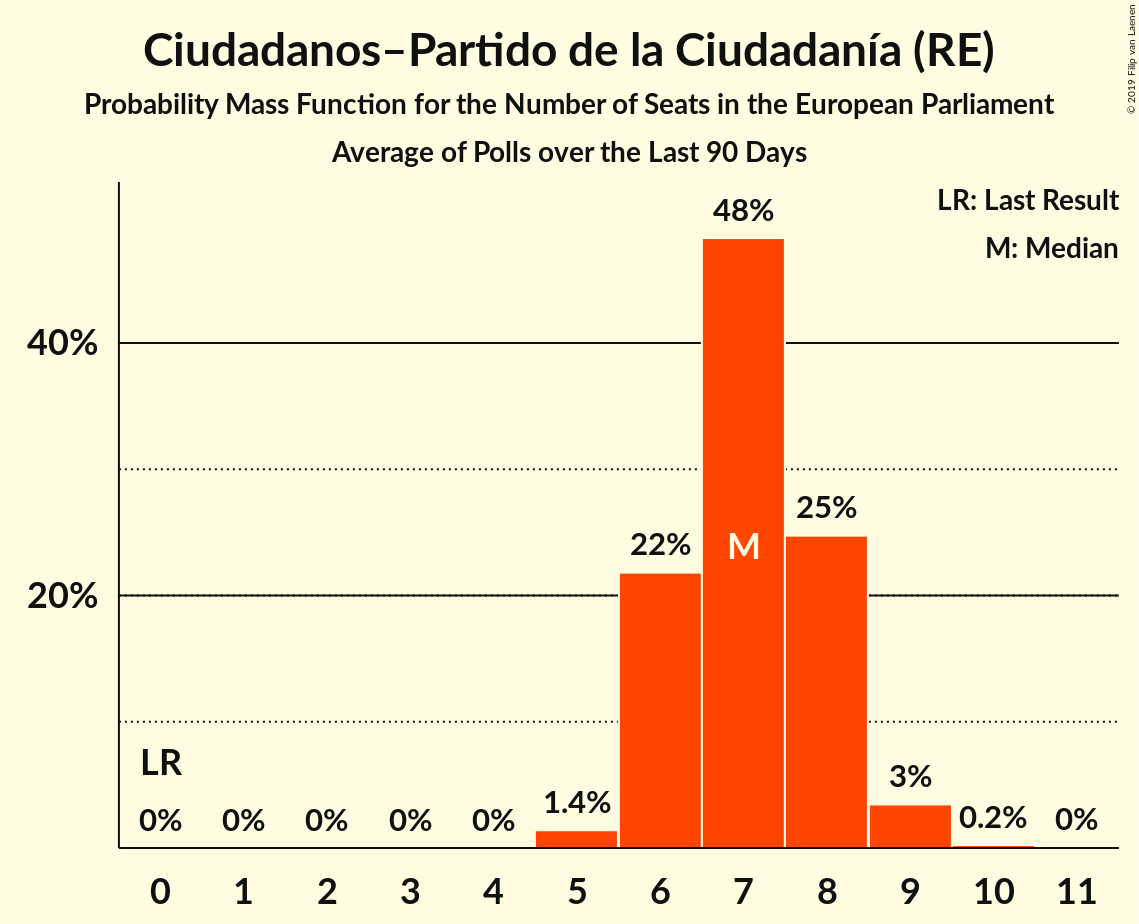 Ciudadanos–Partido de la Ciudadanía (RE)
Probability Mass Function for the Number of Seats in the European Parliament
Average of Polls over the Last 90 Days
© 2019 Filip van Laenen
LR: Last Result
M: Median
48%
40%
25%
22%
M
20%
LR
3%
1.4%
0% 0% 0% 0% 0% 0.2% 0%
0 1 2 3 4 5 6 7 8 9 10 11